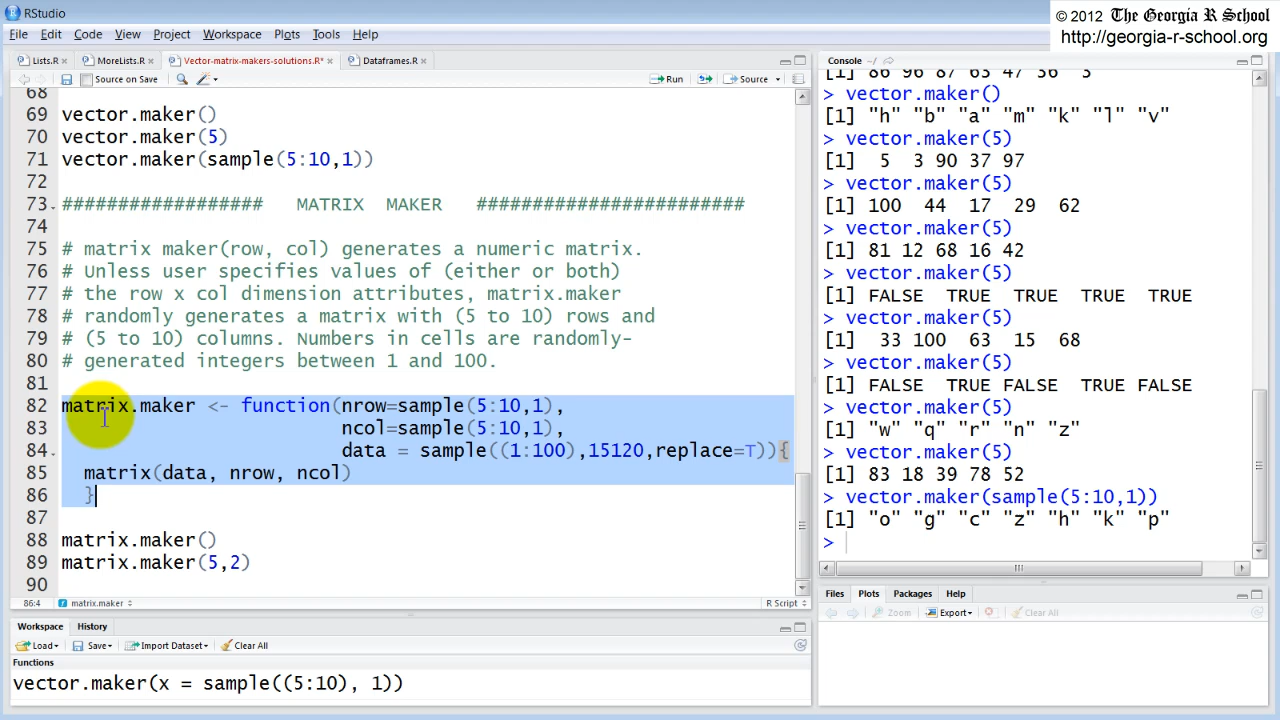 RStudio
© 2012 The Georgia R School
http://georgia-r-school.org
File Edit Code View Project Workspace Plots Tools Help
Lists.R MoreLists.R Vector-matrix-makers-solutions.R* Dataframes.R
Source on Save Run Source
68
69 vector.maker()
70 vector.maker(5)
71 vector.maker(sample(5:10,1))
72
73 ################## MATRIX MAKER ########################
74
75 # matrix maker(row, col) generates a numeric matrix.
76 # Unless user specifies values of (either or both)
77 # the row x col dimension attributes, matrix.maker
78 # randomly generates a matrix with (5 to 10) rows and
79 # (5 to 10) columns. Numbers in cells are randomly-
80 # generated integers between 1 and 100.
81
82 matrix.maker <- function(nrow=sample(5:10,1),
83 ncol=sample(5:10,1),
84 data = sample((1:100),15120,replace=T)){
85 matrix(data, nrow, ncol)
86 }
87
88 matrix.maker()
89 matrix.maker(5,2)
90
86:4 matrix.maker R Script
Workspace History
Load Save Import Dataset Clear All
Functions
vector.maker(x = sample((5:10), 1))
Console ~/
[1] 86 96 87 63 47 36 3
> vector.maker()
[1] "h" "b" "a" "m" "k" "l" "v"
> vector.maker(5)
[1] 5 3 90 37 97
> vector.maker(5)
[1] 100 44 17 29 62
> vector.maker(5)
[1] 81 12 68 16 42
> vector.maker(5)
[1] FALSE TRUE TRUE TRUE TRUE
> vector.maker(5)
[1] 33 100 63 15 68
> vector.maker(5)
[1] FALSE TRUE FALSE TRUE FALSE
> vector.maker(5)
[1] "w" "q" "r" "n" "z"
> vector.maker(5)
[1] 83 18 39 78 52
> vector.maker(sample(5:10,1))
[1] "o" "g" "c" "z" "h" "k" "p"
>
Files Plots Packages Help
Zoom Export Clear All